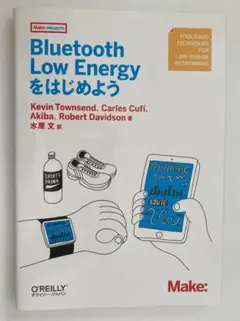 Make: PROJECTS
Bluetooth
Low Energy
をはじめよう
Kevin Townsend、Carles Cufí、
Akiba、Robert Davidson 著
水原 文 訳
TOOLS AND
TECHNIQUES
FOR
LOW-POWER
NETWORKING
SPORTS
DRINK
O'REILLY
オライリー・ジャパン
Make: